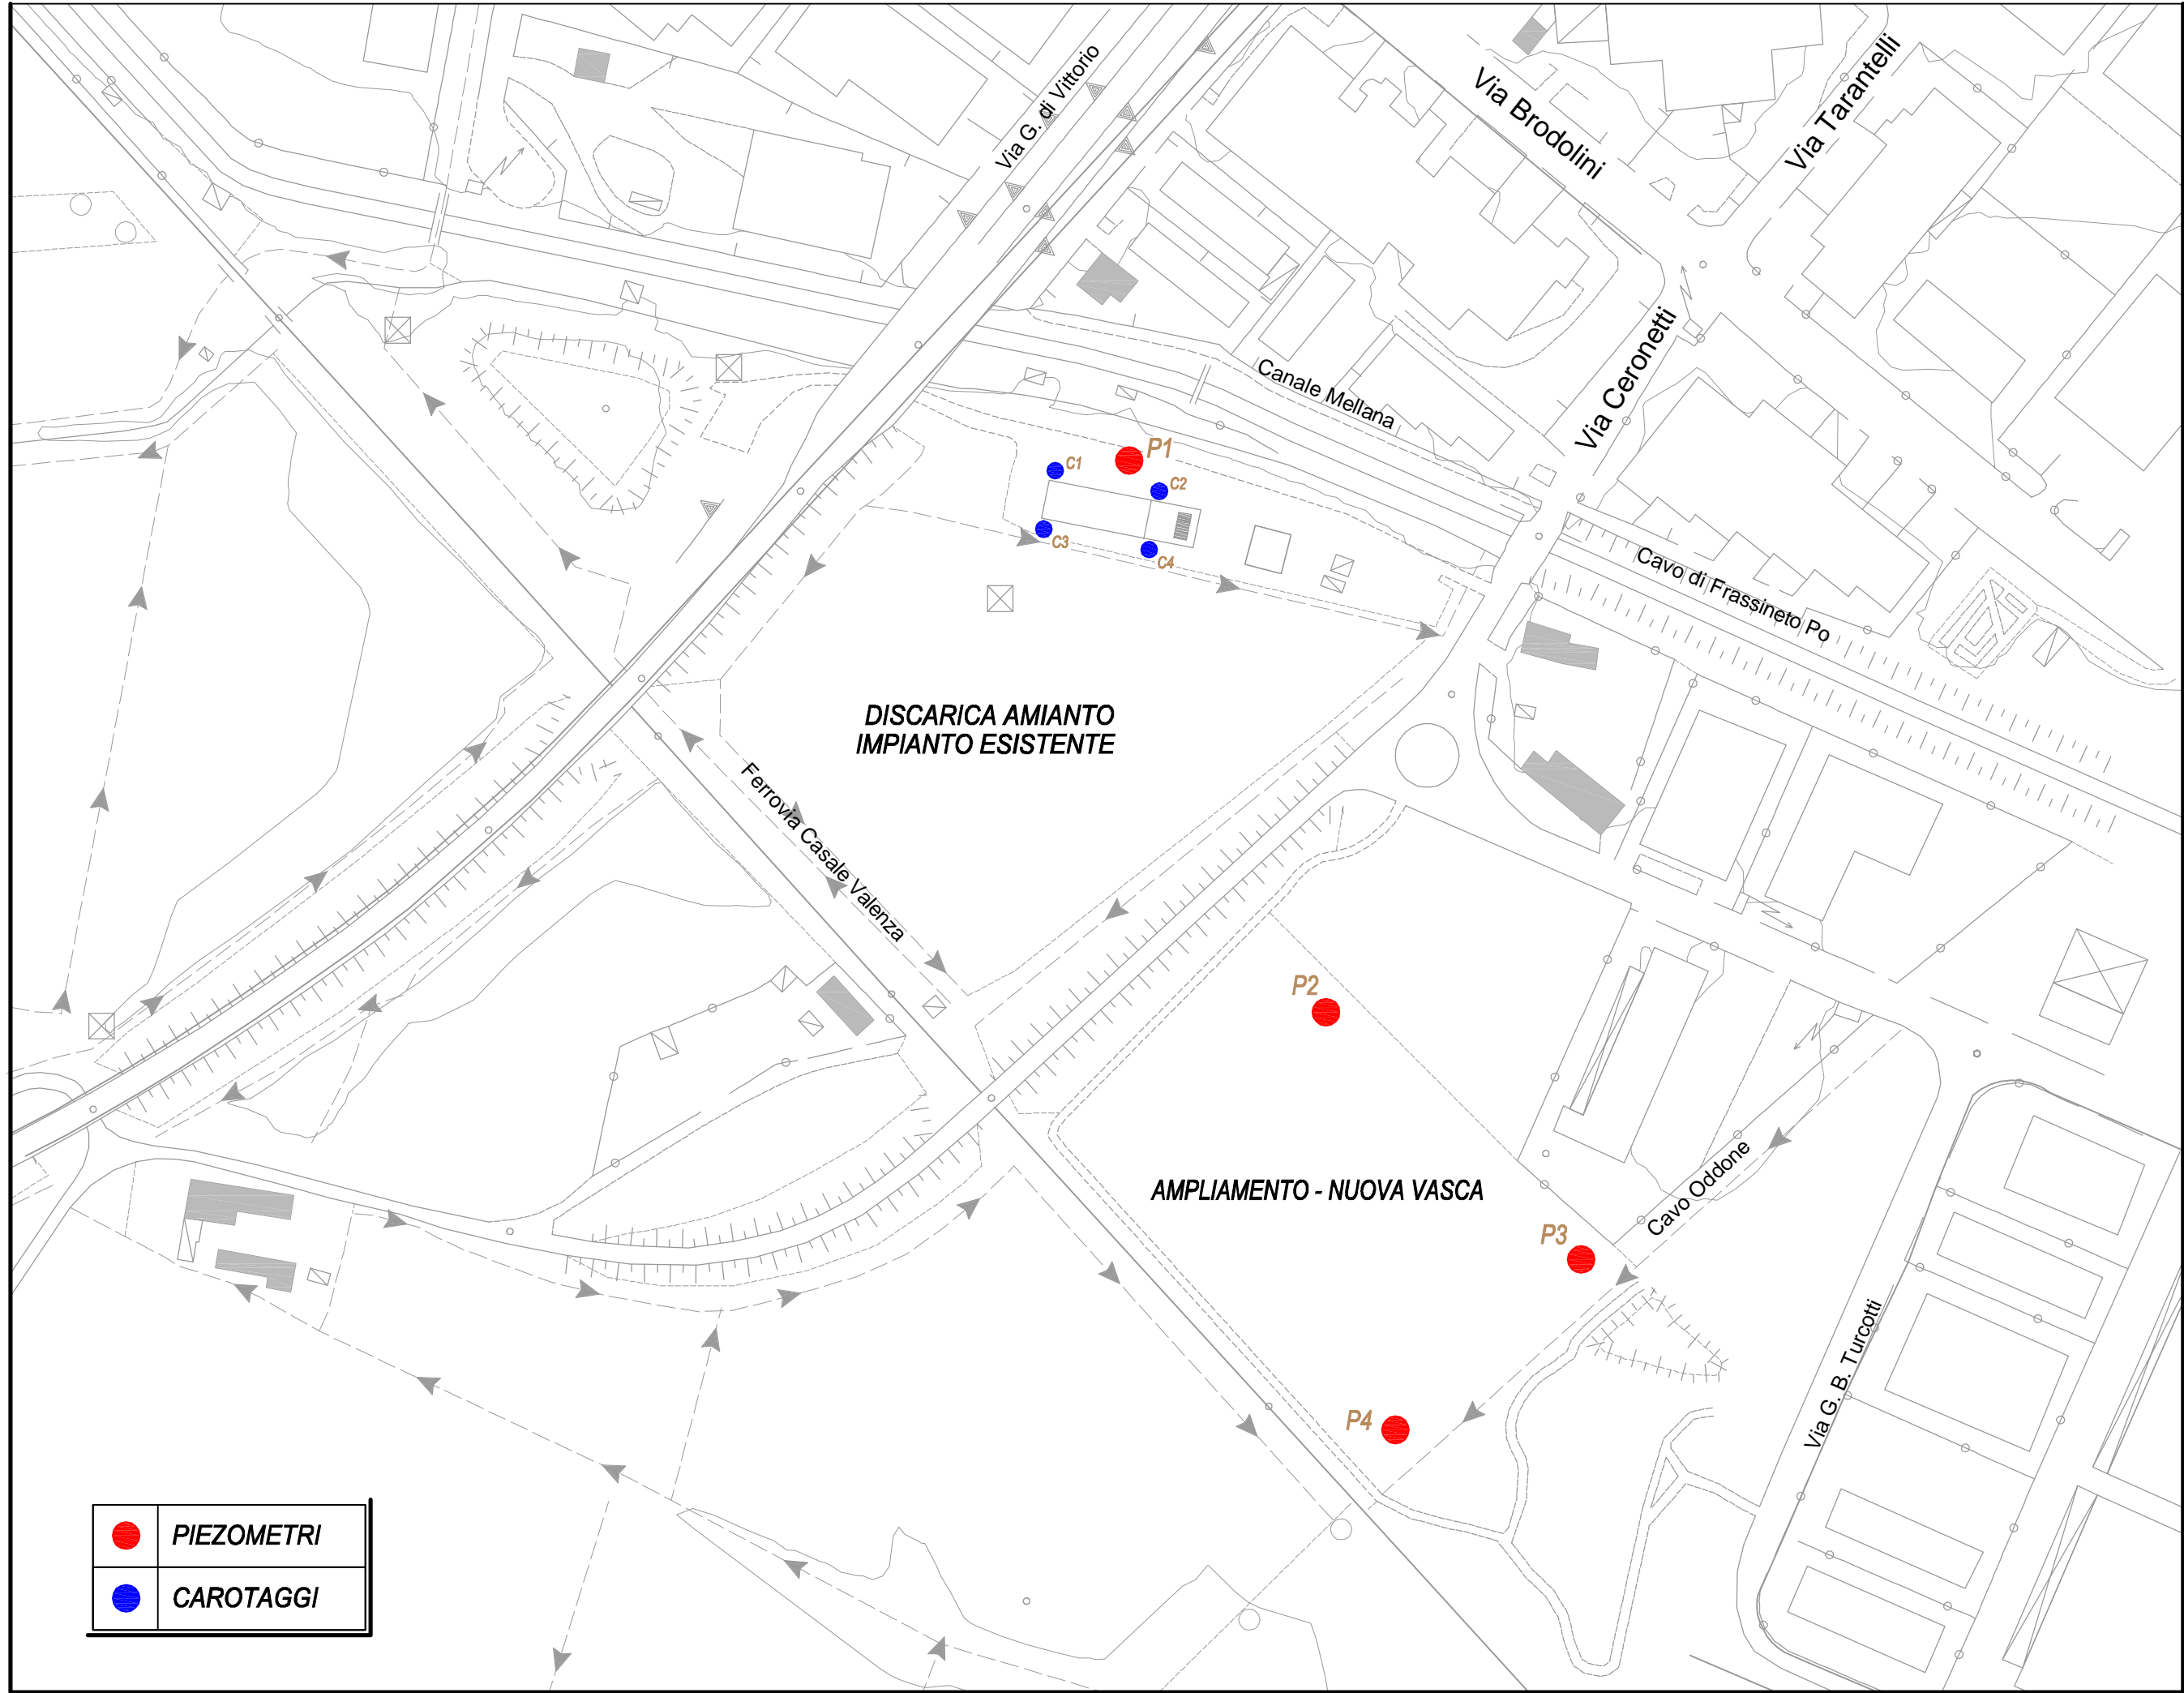 Via G. di Vittorio
Via Brodolini
Via Tarantelli
Via Ceronetti
Canale Mellana
P1
C1
C2
C3
C4
Cavo di Frassineto Po
DISCARICA AMIANTO
IMPIANTO ESISTENTE
Ferrovia Casale Valenza
P2
AMPLIAMENTO - NUOVA VASCA
Cavo Oddone
P3
Via G. B. Turcotti
P4
PIEZOMETRI
CAROTAGGI